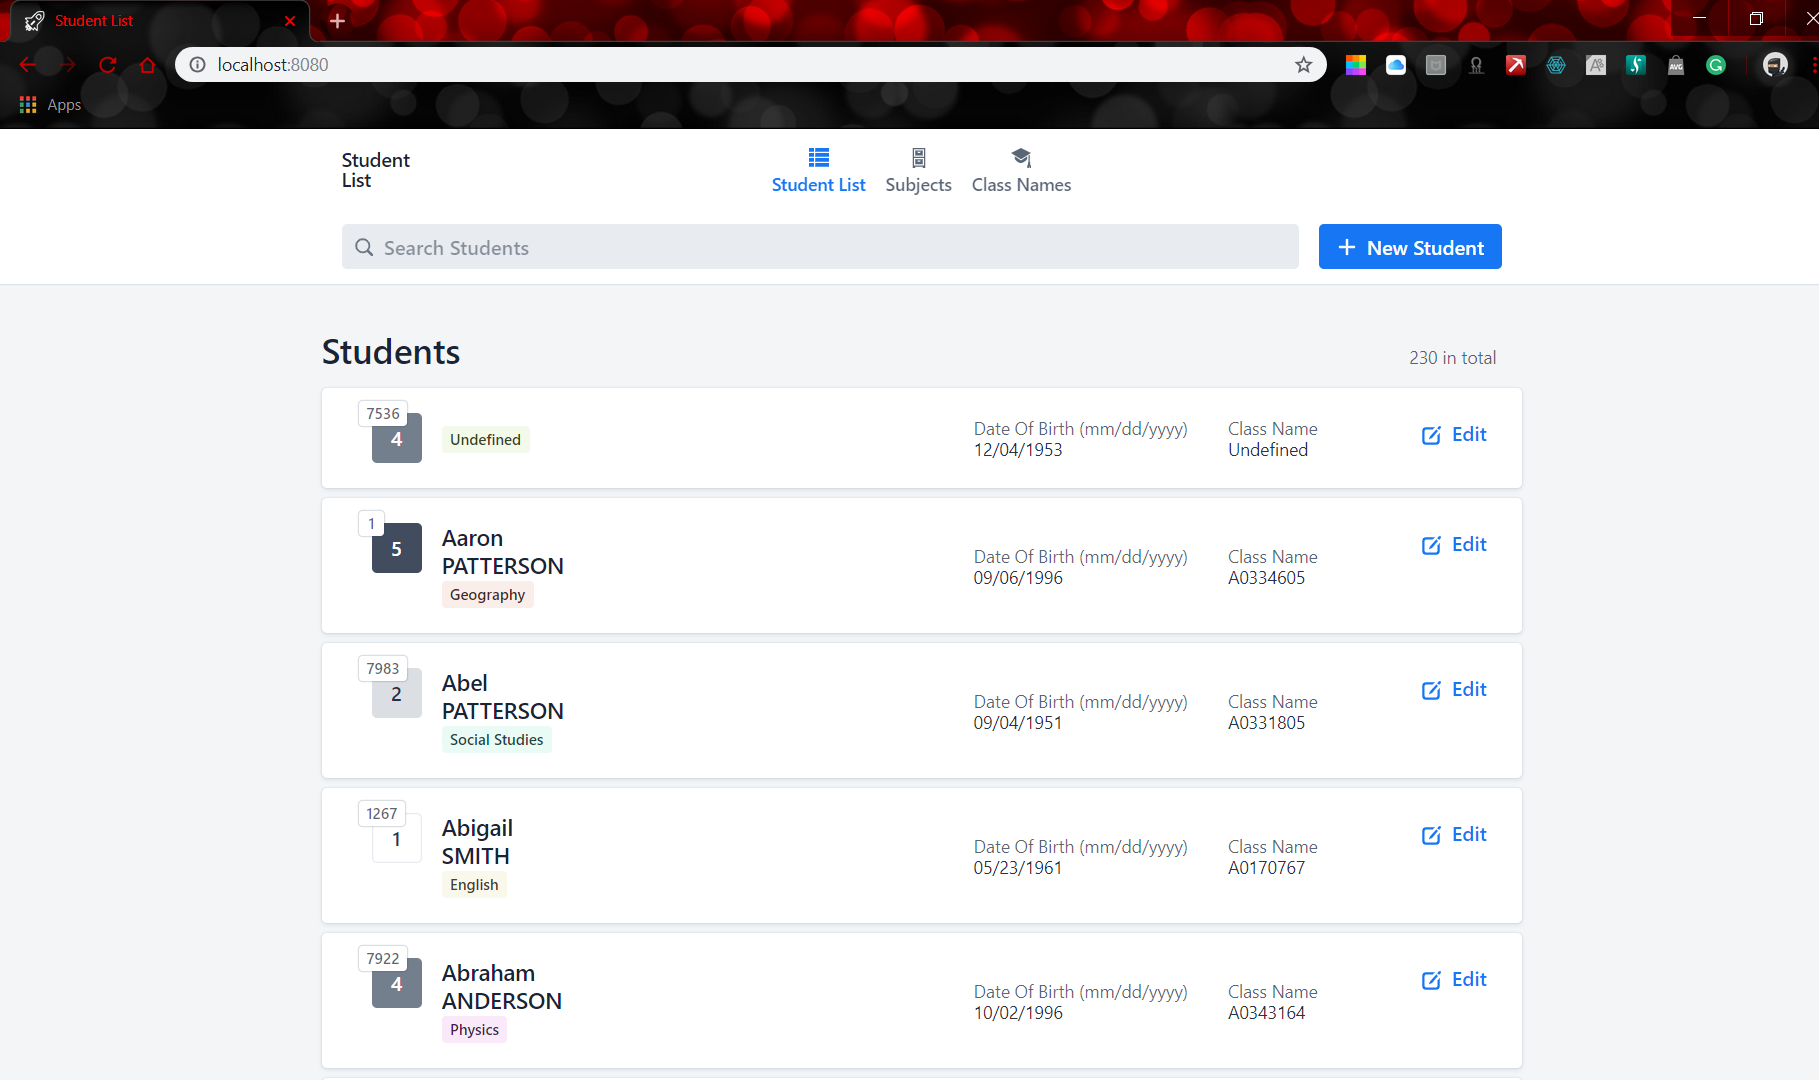 Student List
localhost:8080
Apps
Student
List
Student List
Subjects
Class Names
Search Students
New Student
Students
230 in total
7536
4
Undefined
Date Of Birth (mm/dd/yyyy)
12/04/1953
Class Name
Undefined
Edit
1
5
Aaron
PATTERSON
Geography
Date Of Birth (mm/dd/yyyy)
09/06/1996
Class Name
A0334605
Edit
7983
2
Abel
PATTERSON
Social Studies
Date Of Birth (mm/dd/yyyy)
09/04/1951
Class Name
A0331805
Edit
1267
1
Abigail
SMITH
English
Date Of Birth (mm/dd/yyyy)
05/23/1961
Class Name
A0170767
Edit
7922
4
Abraham
ANDERSON
Physics
Date Of Birth (mm/dd/yyyy)
10/02/1996
Class Name
A0343164
Edit